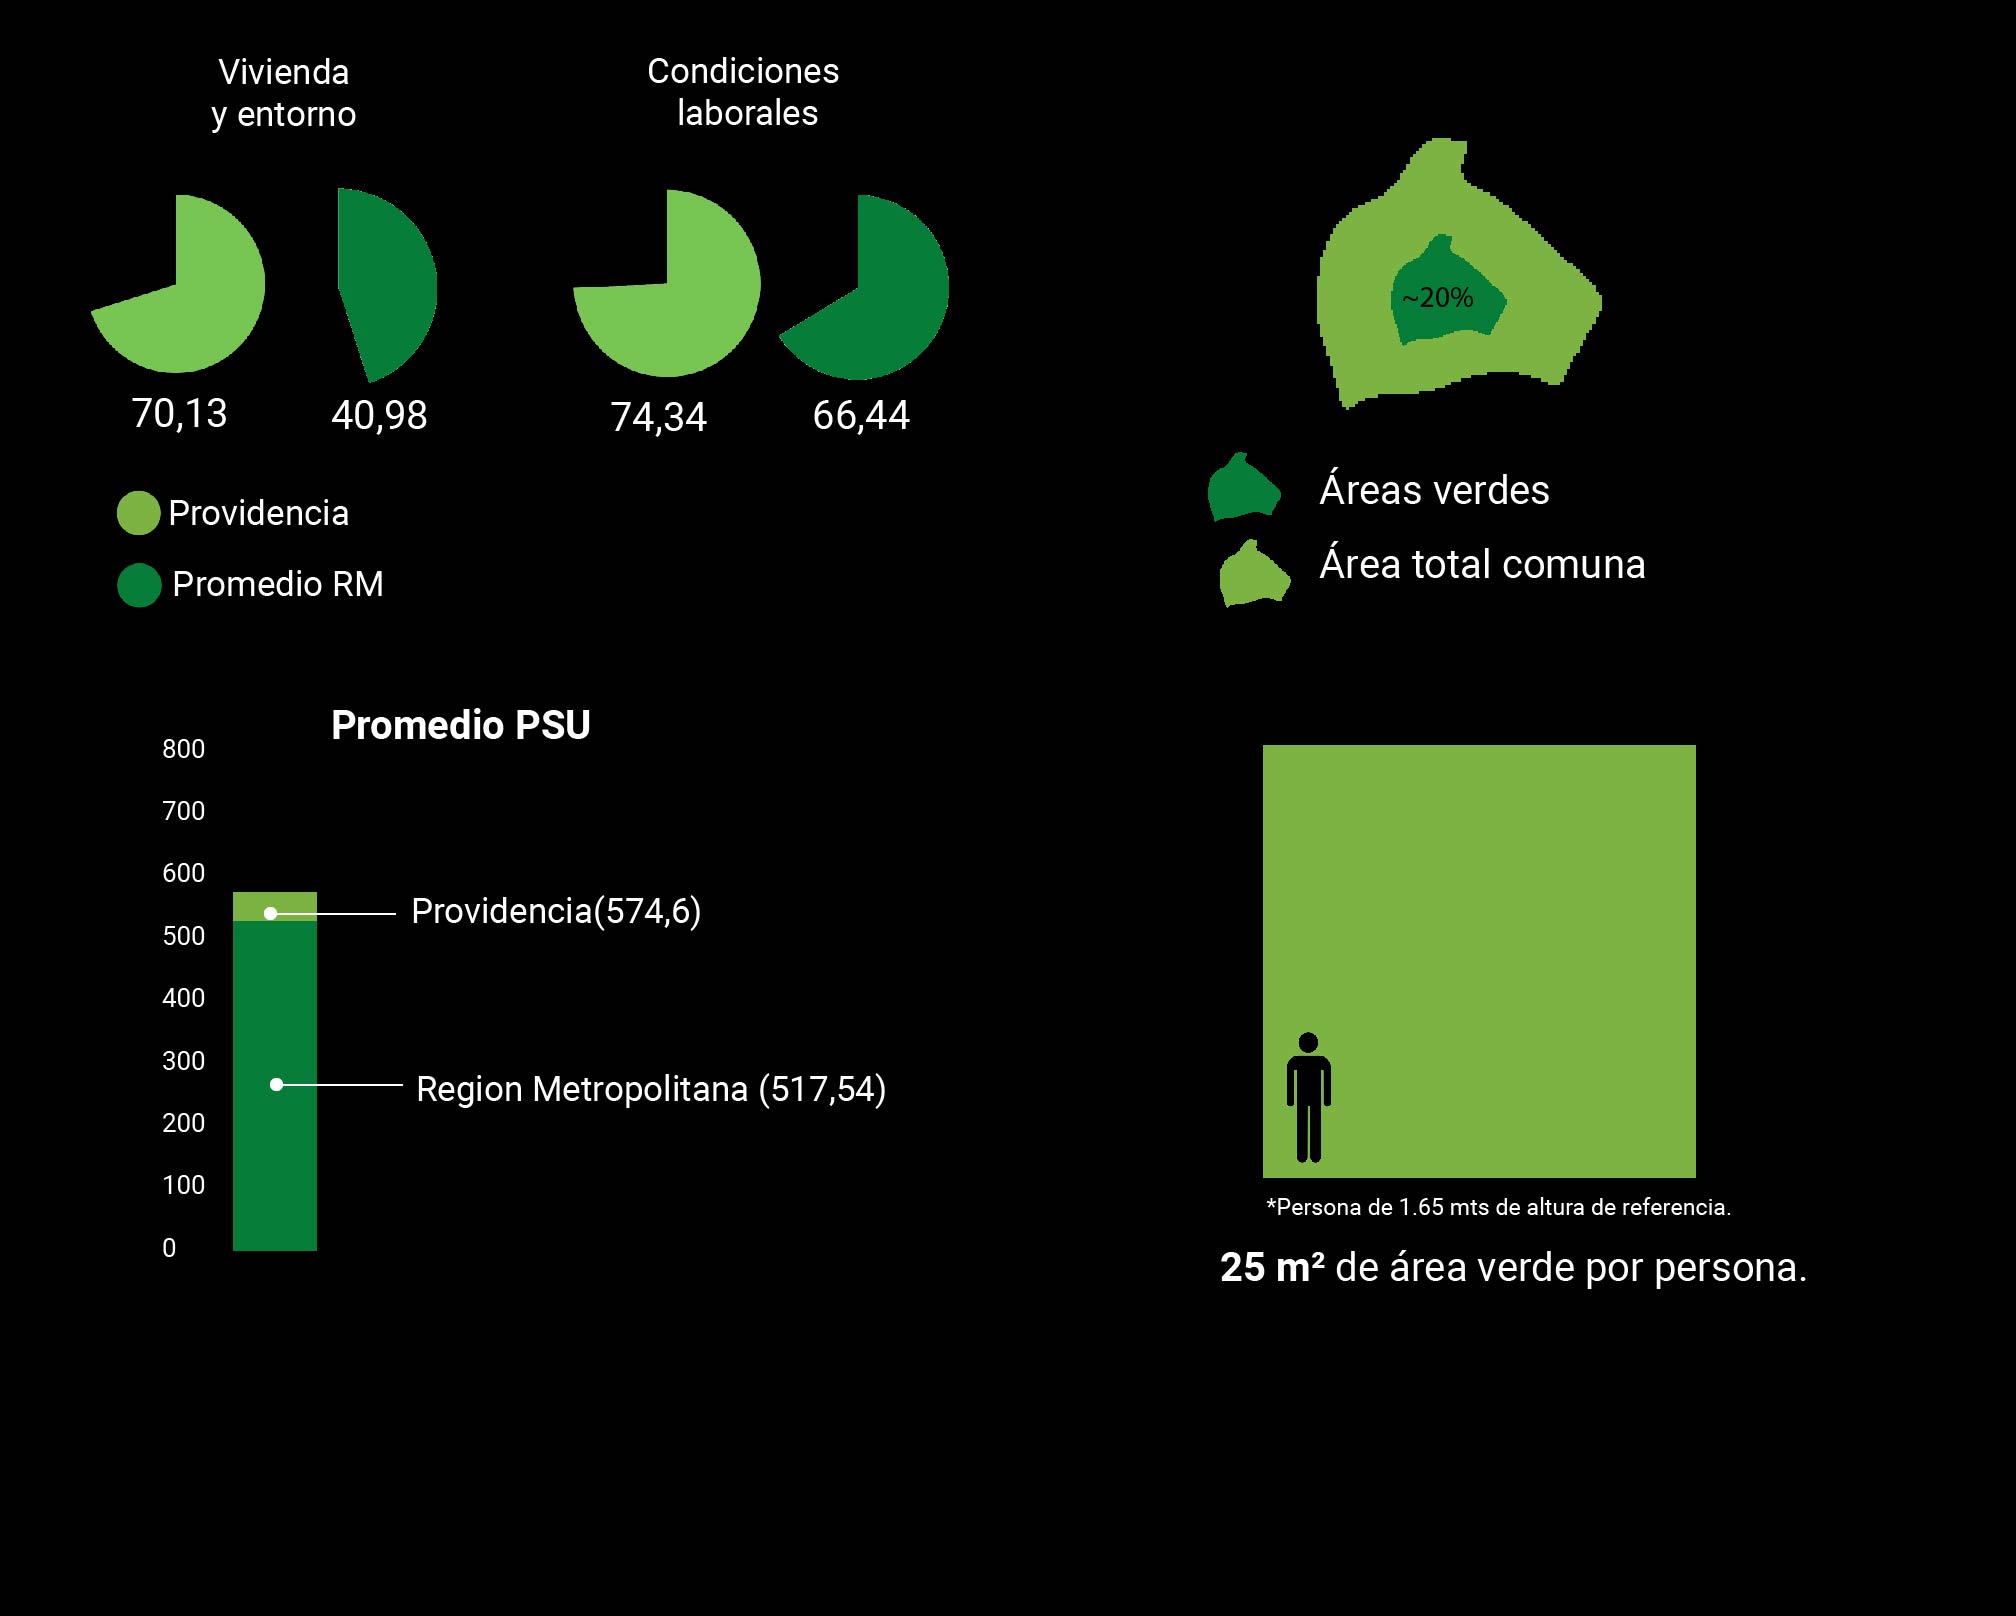 Vivienda
y entorno
Condiciones
laborales
70,13
40,98
74,34
66,44
Providencia
Promedio RM
~20%
Áreas verdes
Área total comuna
Promedio PSU
800
700
600
500
400
300
200
100
0
Providencia(574,6)
Region Metropolitana (517,54)
*Persona de 1.65 mts de altura de referencia.
25 m² de área verde por persona.